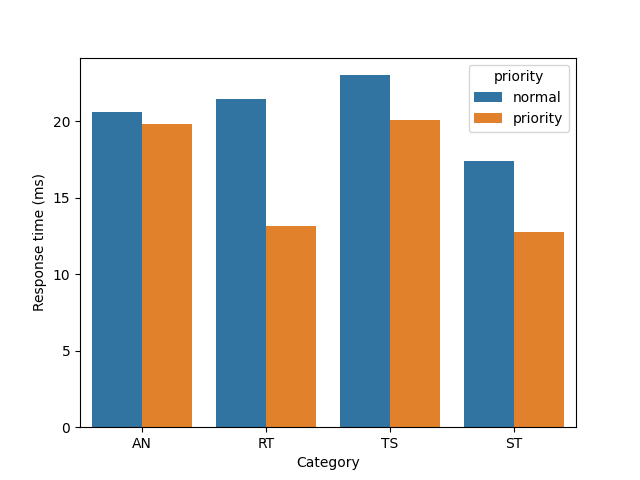 priority
normal
priority
20
15
10
5
0
Response time (ms)
AN RT TS ST
Category